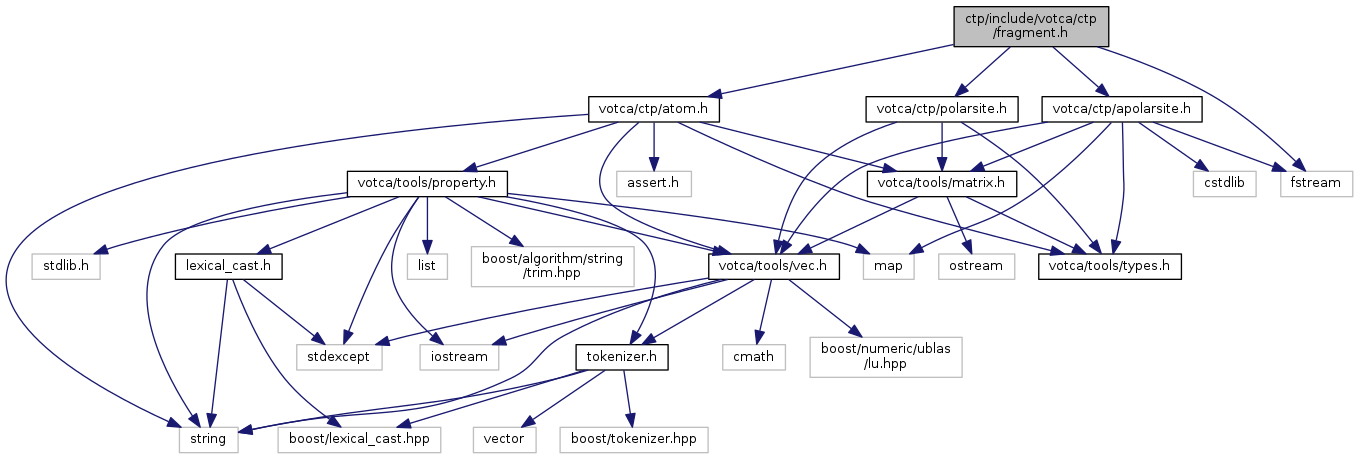 ctp/include/votca/ctp
/fragment.h
votca/ctp/atom.h
votca/ctp/polarsite.h
votca/ctp/apolarsite.h
votca/tools/property.h
assert.h
votca/tools/matrix.h
cstdlib
fstream
stdlib.h
lexical_cast.h
list
boost/algorithm/string
/trim.hpp
votca/tools/vec.h
map
ostream
votca/tools/types.h
stdexcept
iostream
tokenizer.h
cmath
boost/numeric/ublas
/lu.hpp
string
boost/lexical_cast.hpp
vector
boost/tokenizer.hpp